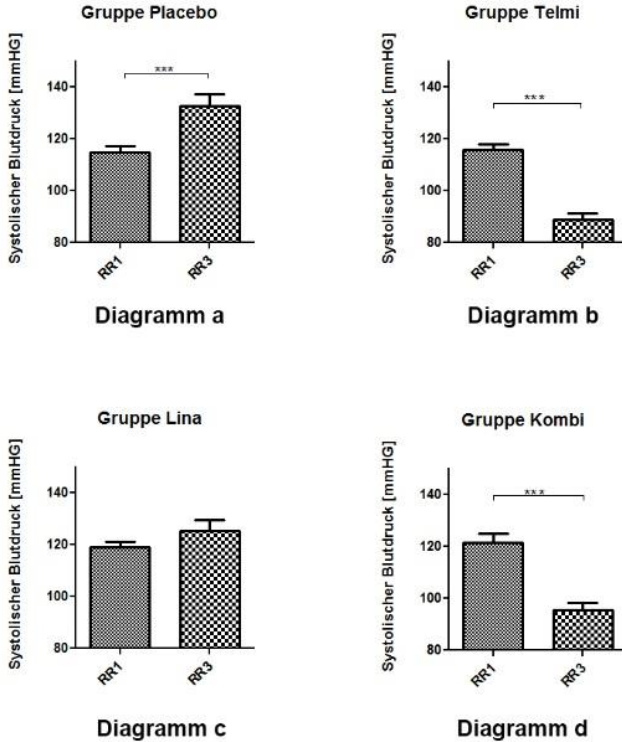 Gruppe Placebo
Systolischer Blutdruck [mmHG]
140
120
100
80
***
RR1
RR3
Diagramm a
Gruppe Telmi
Systolischer Blutdruck [mmHG]
140
120
100
80
***
RR1
RR3
Diagramm b
Gruppe Lina
Systolischer Blutdruck [mmHG]
140
120
100
80
RR1
RR3
Diagramm c
Gruppe Kombi
Systolischer Blutdruck [mmHG]
140
120
100
80
***
RR1
RR3
Diagramm d